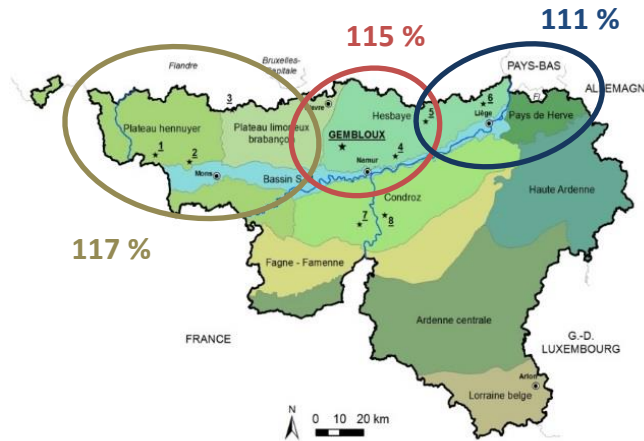 111 %
115 %
PAYS-BAS
Flandre
Bruxelles-
Capitale
ALLEMAGN
3
6
5
Hesbaye
Liège
Pays de Herve
Plateau hennuyer
Plateau limoneux
brabançon
GEMBLOUX
1
2
4
Namur
Mons
Bassin S
Haute Ardenne
Condroz
7
8
117 %
Fagne - Famenne
FRANCE
Ardenne centrale
G.-D.
LUXEMBOURG
Arlon
Lorraine belge
N
0 10 20 km